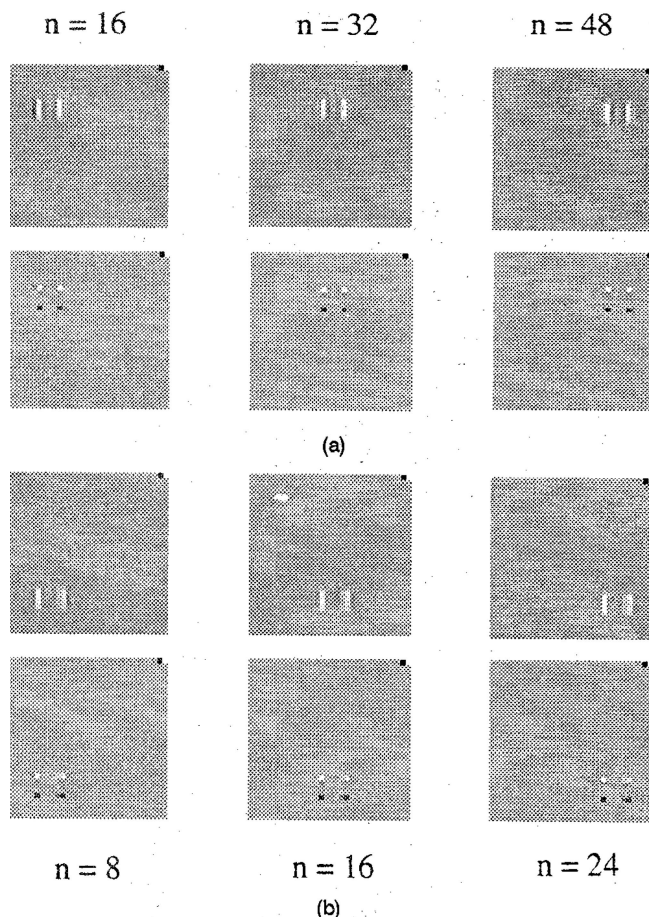 n = 16 n = 32 n = 48
(a)
n = 8 n = 16 n = 24
(b)